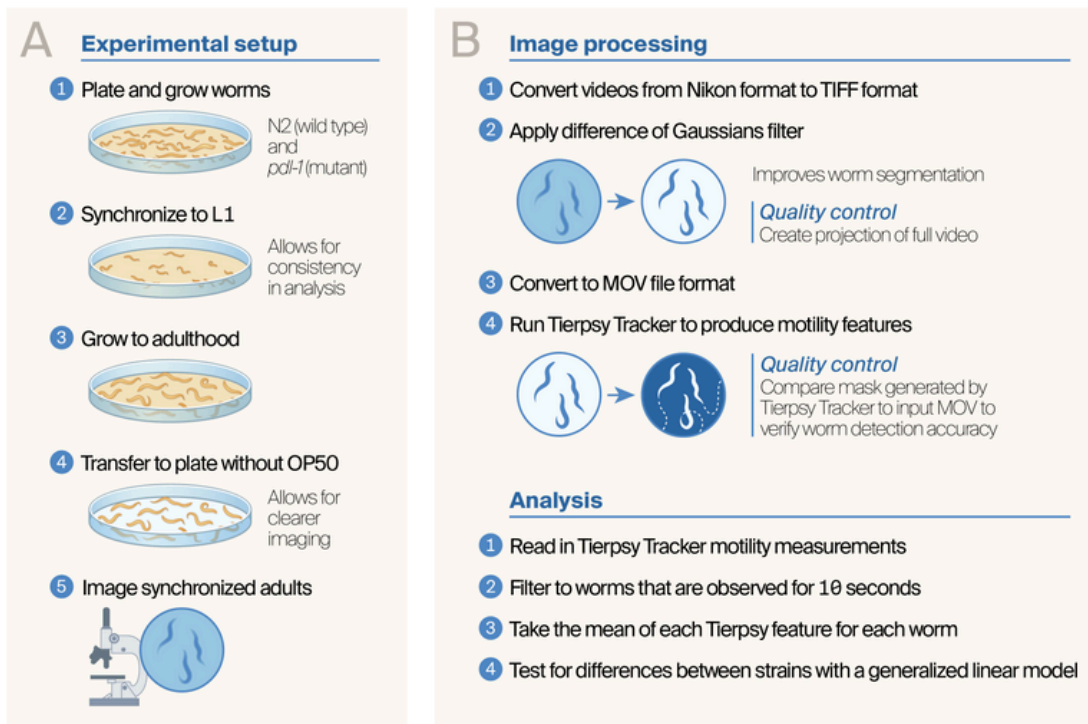 A Experimental setup
1 Plate and grow worms
N2 (wild type)
and
pdl-1 (mutant)
2 Synchronize to L1
Allows for
consistency
in analysis
3 Grow to adulthood
4 Transfer to plate without OP50
Allows for
clearer
imaging
5 Image synchronized adults
B Image processing
1 Convert videos from Nikon format to TIFF format
2 Apply difference of Gaussians filter
Improves worm segmentation
Quality control
Create projection of full video
3 Convert to MOV file format
4 Run Tierpsy Tracker to produce motility features
Quality control
Compare mask generated by
Tierpsy Tracker to input MOV to
verify worm detection accuracy
Analysis
1 Read in Tierpsy Tracker motility measurements
2 Filter to worms that are observed for 10 seconds
3 Take the mean of each Tierpsy feature for each worm
4 Test for differences between strains with a generalized linear model